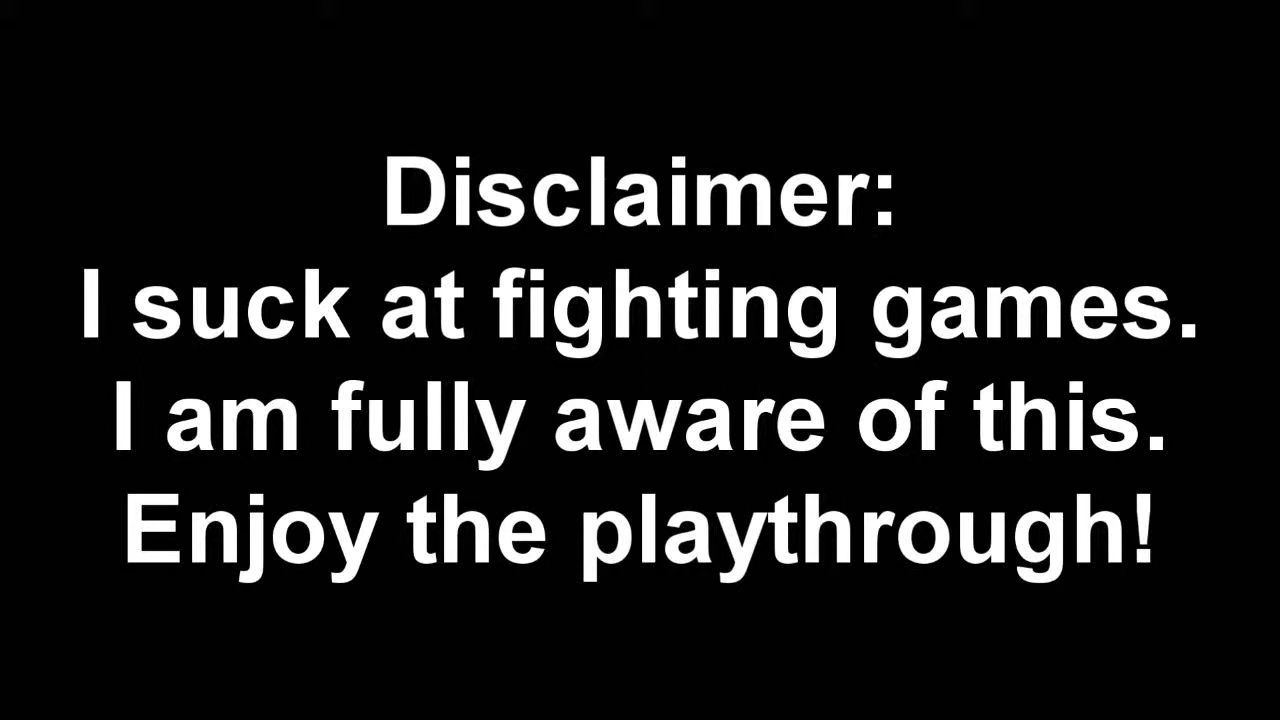 Disclaimer:
I suck at fighting games.
I am fully aware of this.
Enjoy the playthrough!